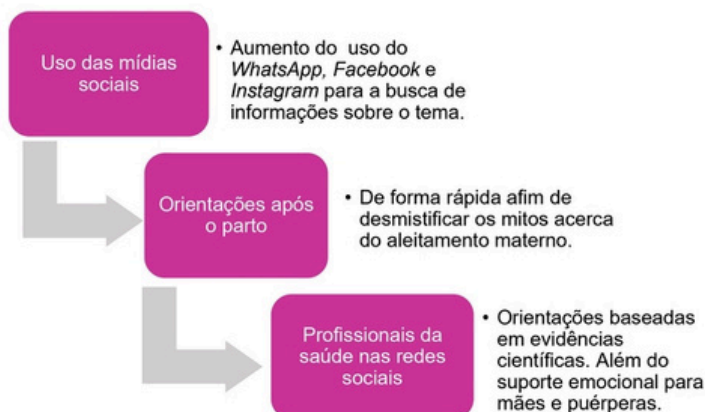 Uso das mídias
sociais
• Aumento do uso do
WhatsApp, Facebook e
Instagram para a busca de
informações sobre o tema.
Orientações após
o parto
• De forma rápida afim de
desmistificar os mitos acerca
do aleitamento materno.
Profissionais da
saúde nas redes
sociais
• Orientações baseadas
em evidências
científicas. Além do
suporte emocional para
mães e puérperas.